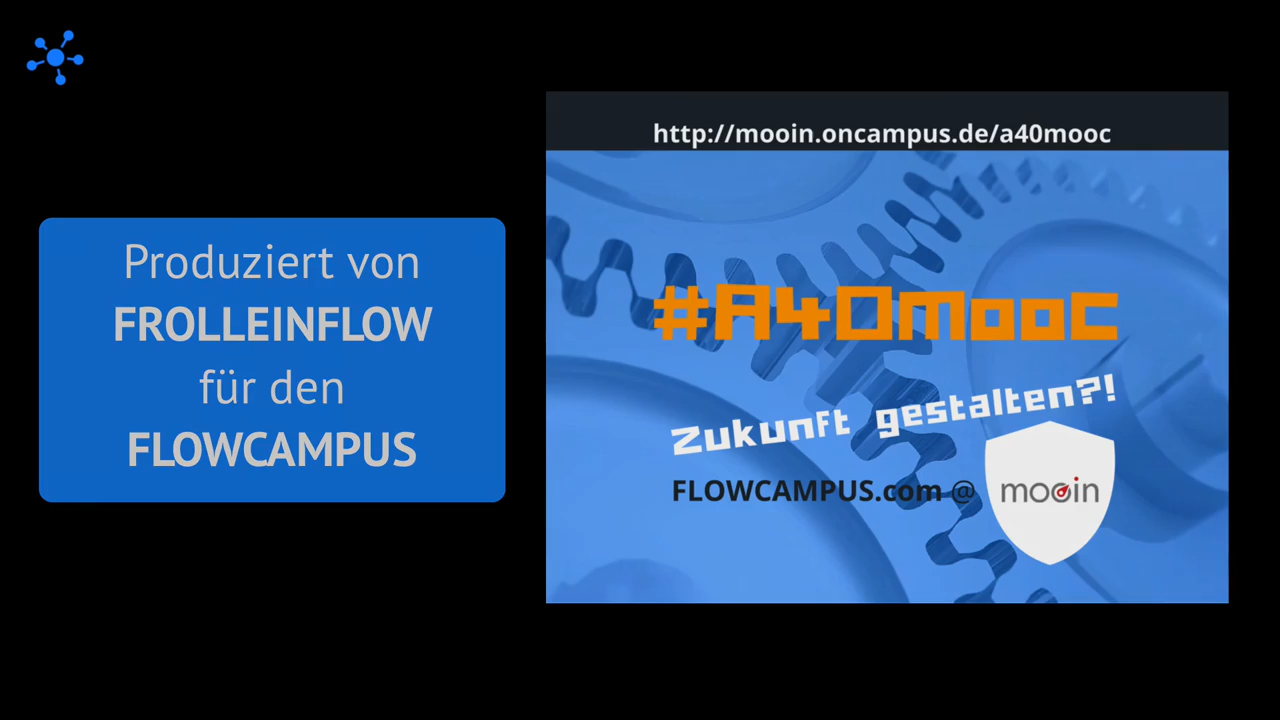 Produziert von
FROLLEINFLOW
für den
FLOWCAMPUS
http://mooin.oncampus.de/a40mooc
#A40MOOC
Zukunft gestalten?!
FLOWCAMPUS.com @
mooin